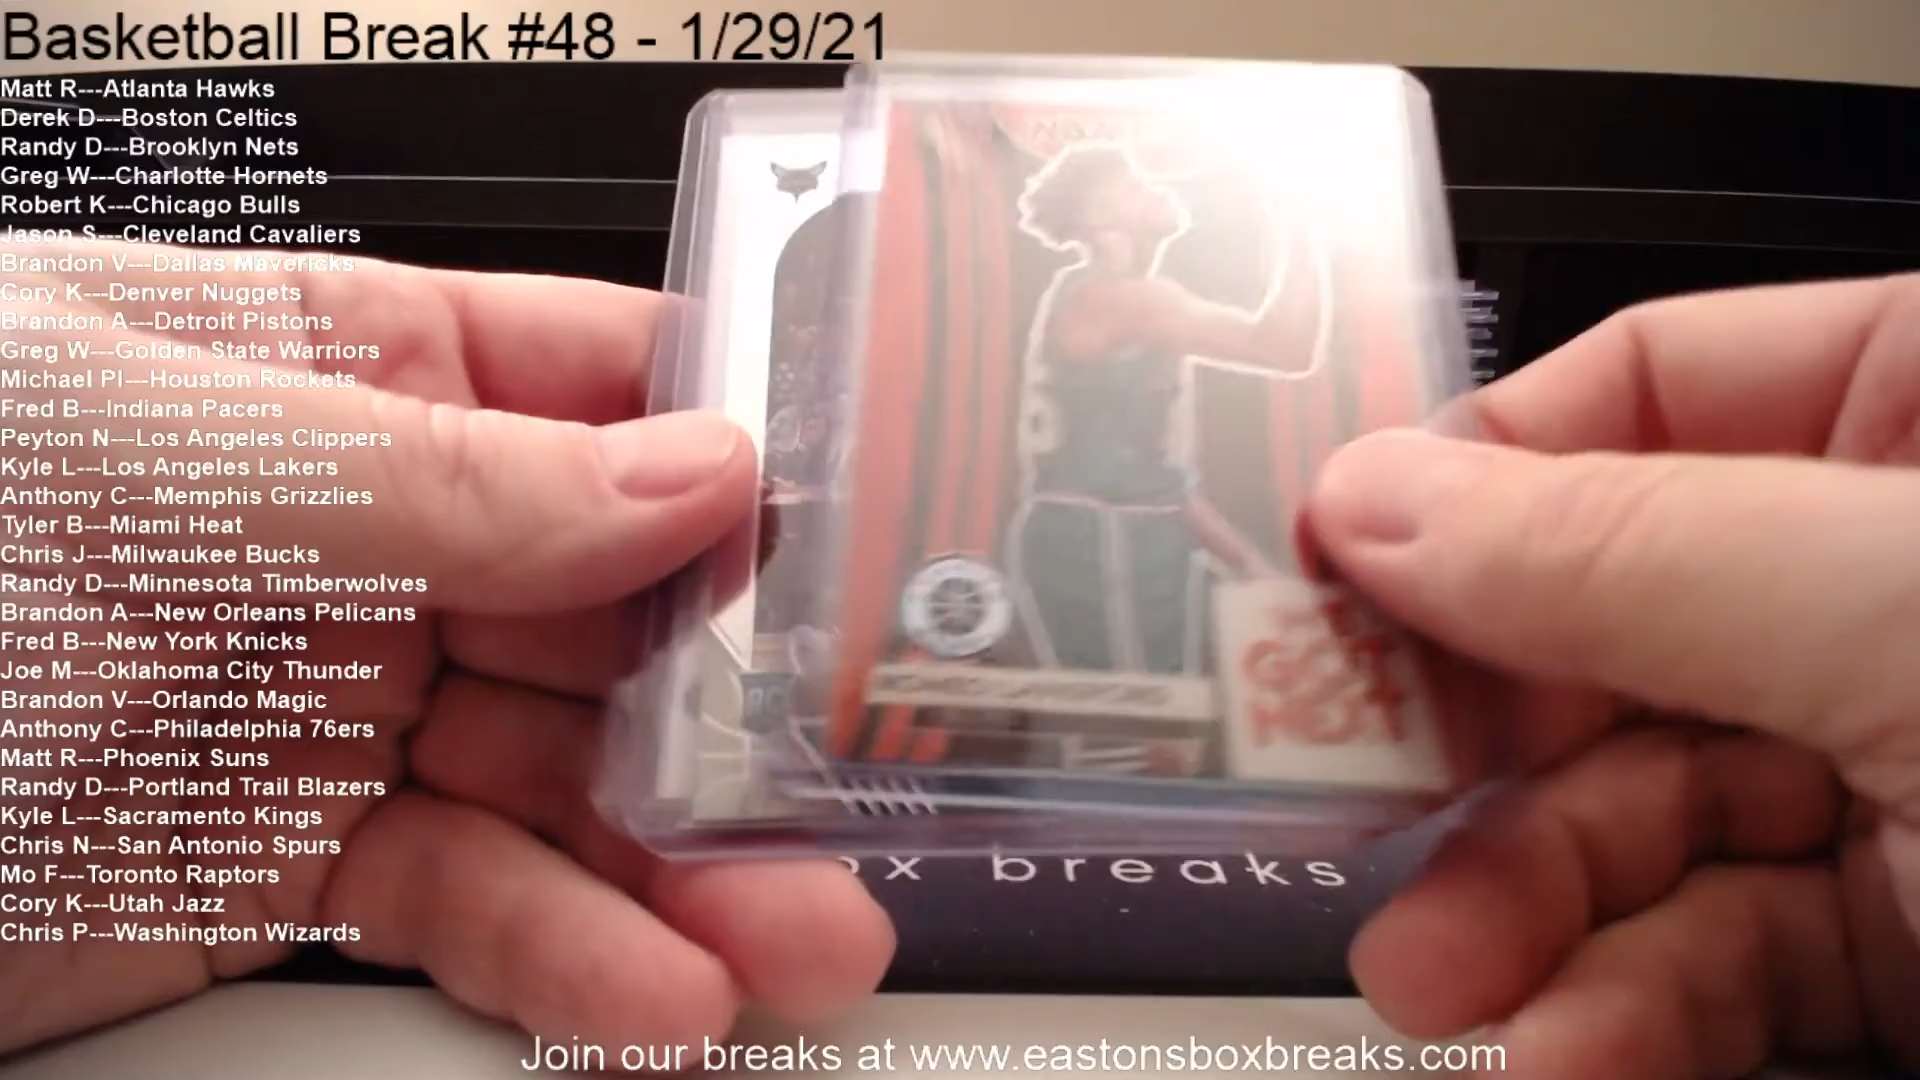 Basketball Break #48 - 1/29/21
Matt R---Atlanta Hawks
Derek D---Boston Celtics
Randy D---Brooklyn Nets
Greg W---Charlotte Hornets
Robert K---Chicago Bulls
Jason S---Cleveland Cavaliers
Brandon V---Dallas Mavericks
Cory K---Denver Nuggets
Brandon A---Detroit Pistons
Greg W---Golden State Warriors
Michael Pl---Houston Rockets
Fred B---Indiana Pacers
Peyton N---Los Angeles Clippers
Kyle L---Los Angeles Lakers
Anthony C---Memphis Grizzlies
Tyler B---Miami Heat
Chris J---Milwaukee Bucks
Randy D---Minnesota Timberwolves
Brandon A---New Orleans Pelicans
Fred B---New York Knicks
Joe M---Oklahoma City Thunder
Brandon V---Orlando Magic
Anthony C---Philadelphia 76ers
Matt R---Phoenix Suns
Randy D---Portland Trail Blazers
Kyle L---Sacramento Kings
Chris N---San Antonio Spurs
Mo F---Toronto Raptors
Cory K---Utah Jazz
Chris P---Washington Wizards
RC
GOT
NEXT
ox breaks
Join our breaks at www.eastonsboxbreaks.com